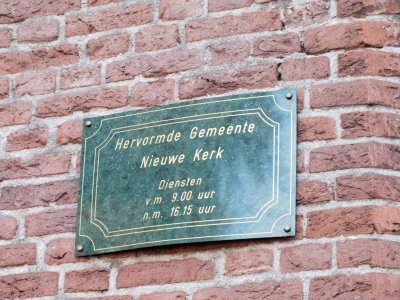 Hervormde Gemeente
Nieuwe Kerk
Diensten
v.m. 9.00 uur
n.m. 16.15 uur